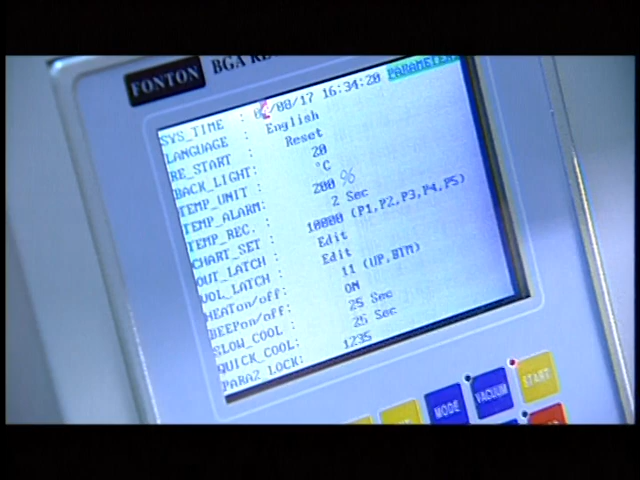 FONTON BGA
SYS_TIME : /08/17 16:34:20 PARAMETER
LANGUAGE : English
RE_START : Reset
BACK_LIGHT: 20
TEMP_UNIT : °C
TEMP_ALARM: 200 %
TEMP_REC. : 2 Sec
CHART_SET : 10000 (P1,P2,P3,P4,P5)
OUT_LATCH : Edit
VOL_LATCH : Edit
HEATon/off: 11 (UP,BTM)
BEEPon/off: ON
SLOW_COOL : 25 Sec
QUICK_COOL: 25 Sec
PARA2 LOCK: 1235
MODE VACUUM START